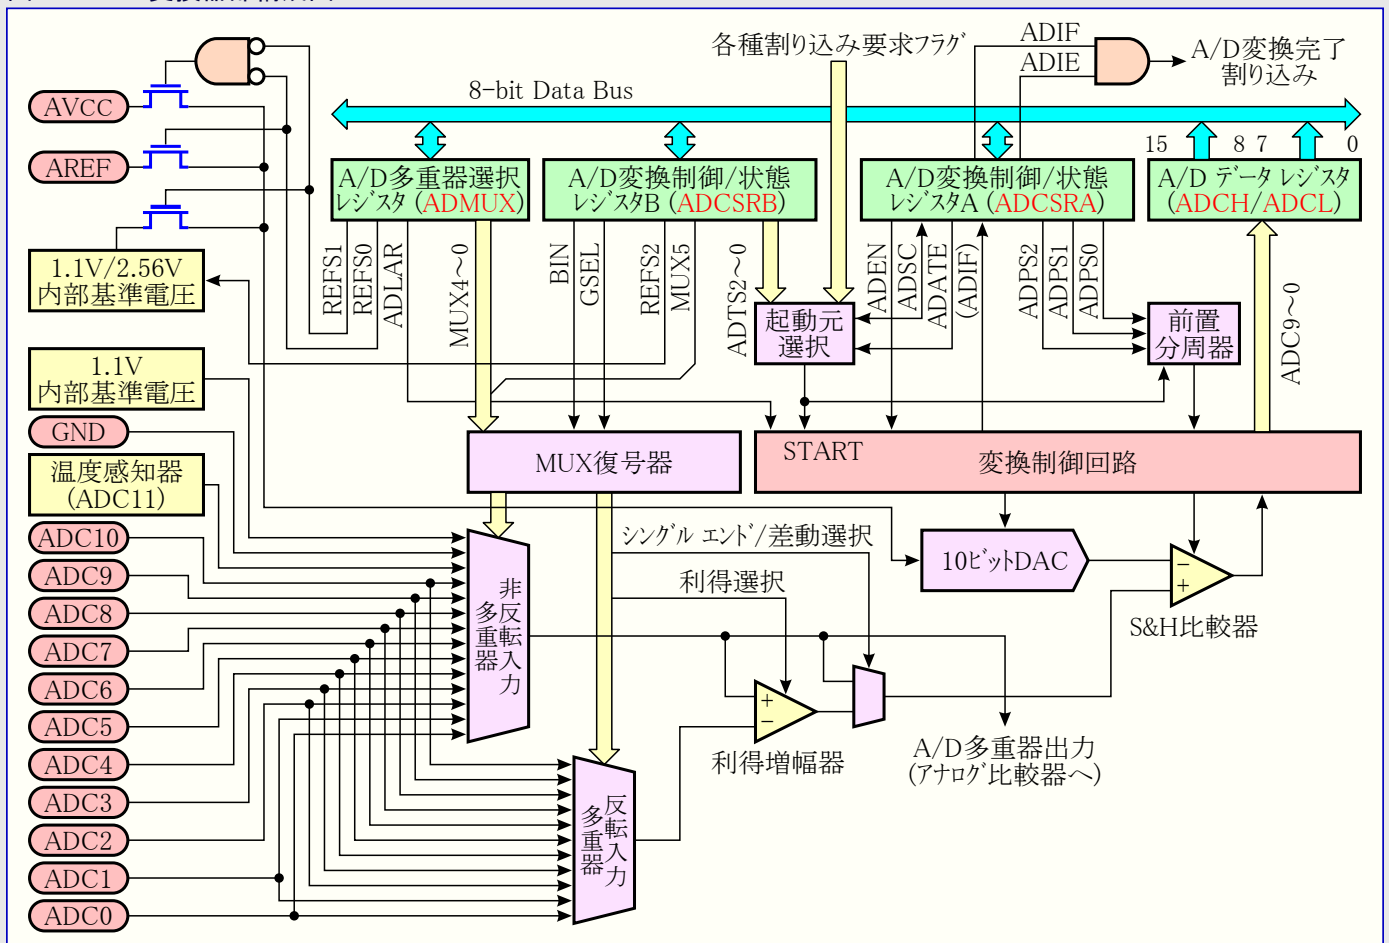 各種割り込み要求フラグ
ADIF
ADIE
A/D変換完了
割り込み
8-bit Data Bus
AVCC
AREF
15 8 7 0
A/D多重器選択
レジスタ (ADMUX)
A/D変換制御/状態
レジスタB (ADCSRB)
A/D変換制御/状態
レジスタA (ADCSRA)
A/D データ レジスタ
(ADCH/ADCL)
1.1V/2.56V
内部基準電圧
REFS1
REFS0
ADLAR
MUX4～0
BIN
GSEL
REFS2
MUX5
ADTS2～0
起動元
選択
ADEN
ADSC
ADATE
(ADIF)
ADPS2
ADPS1
ADPS0
前置
分周器
ADC9～0
1.1V
内部基準電圧
GND
温度感知器
(ADC11)
MUX復号器
START
変換制御回路
ADC10
ADC9
ADC8
ADC7
ADC6
ADC5
ADC4
ADC3
ADC2
ADC1
ADC0
非反転入力
多重器
シングル エンド/差動選択
利得選択
10ビットDAC
−
+
S&H比較器
+
−
利得増幅器
A/D多重器出力
(アナログ比較器へ)
反転入力
多重器